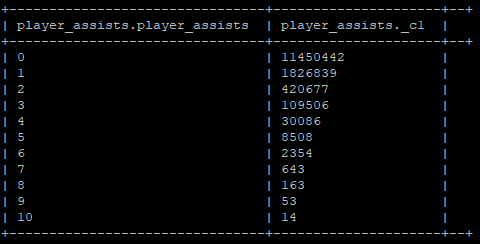 +-------------------------------+--------------------+--+
| player_assists.player_assists | player_assists._c1 |
+-------------------------------+--------------------+--+
| 0 | 11450442 |
| 1 | 1826839 |
| 2 | 420677 |
| 3 | 109506 |
| 4 | 30086 |
| 5 | 8508 |
| 6 | 2354 |
| 7 | 643 |
| 8 | 163 |
| 9 | 53 |
| 10 | 14 |
+-------------------------------+--------------------+--+